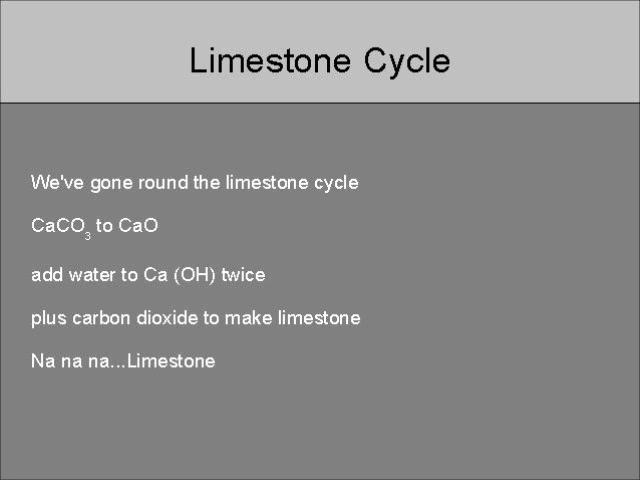 Limestone Cycle
We've gone round the limestone cycle
CaCO₃ to CaO
add water to Ca (OH) twice
plus carbon dioxide to make limestone
Na na na...Limestone